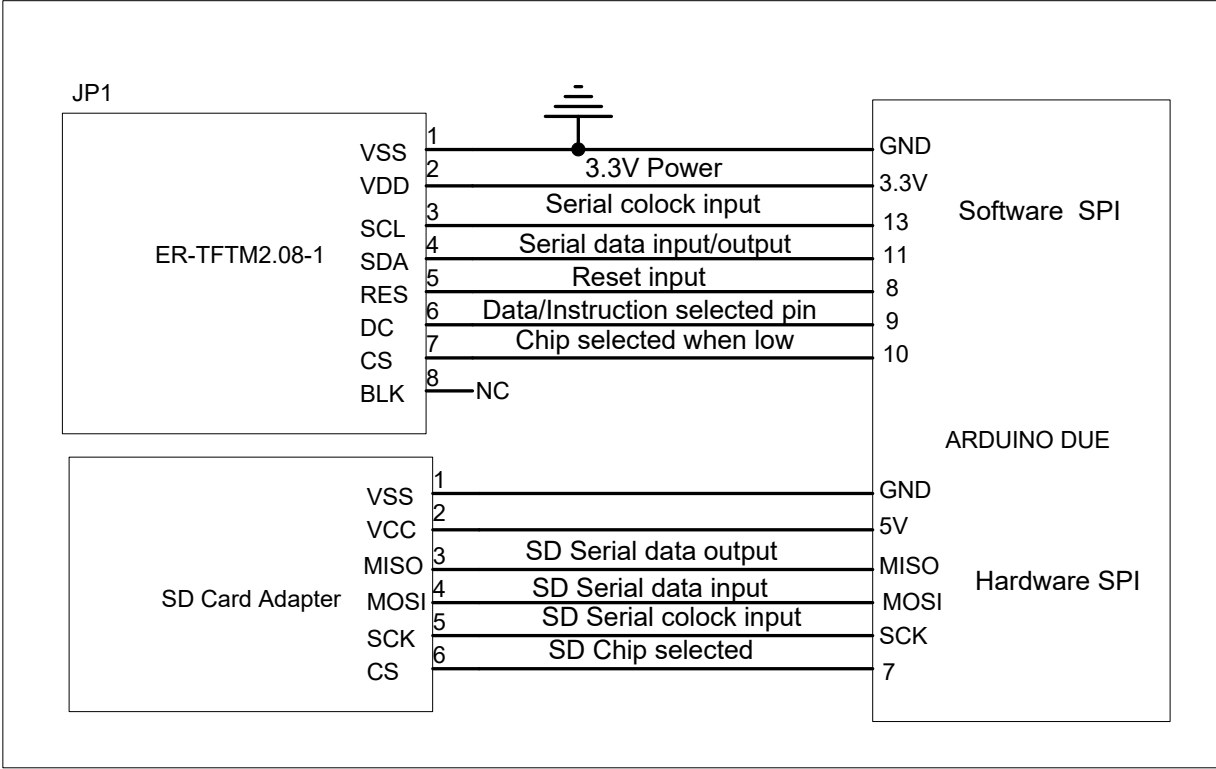 JP1
VSS 1 GND
2 3.3V Power
VDD 3.3V
3 Serial colock input
SCL 13
4 Serial data input/output
SDA 11
5 Reset input
RES 8
6 Data/Instruction selected pin
DC 9
7 Chip selected when low
CS 10
8
BLK NC
ER-TFTM2.08-1
Software SPI
ARDUINO DUE
1
VSS GND
2
VCC 5V
3 SD Serial data output
MISO MISO
4 SD Serial data input
MOSI MOSI
5 SD Serial colock input
SCK SCK
6 SD Chip selected
CS 7
SD Card Adapter
Hardware SPI